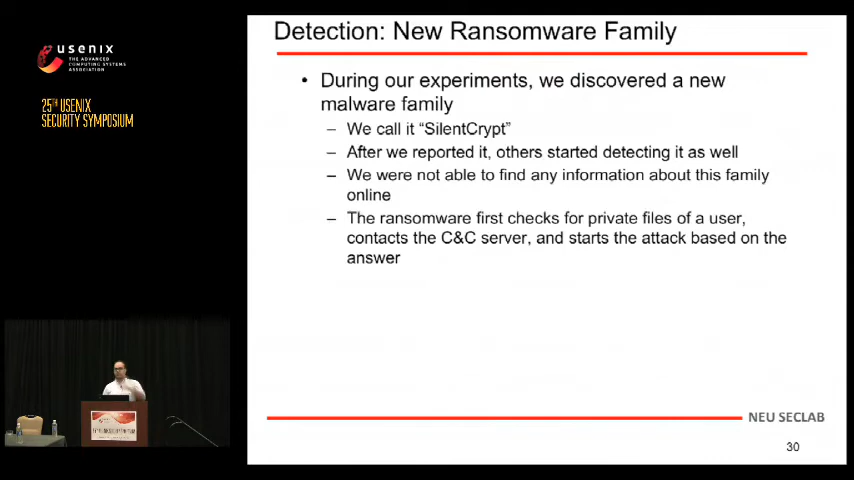 Detection: New Ransomware Family
usenix
THE ADVANCED
COMPUTING SYSTEMS
ASSOCIATION
25TH USENIX
SECURITY SYMPOSIUM
• During our experiments, we discovered a new
malware family
– We call it “SilentCrypt”
– After we reported it, others started detecting it as well
– We were not able to find any information about this family
online
– The ransomware first checks for private files of a user,
contacts the C&C server, and starts the attack based on the
answer
NEU SECLAB
30